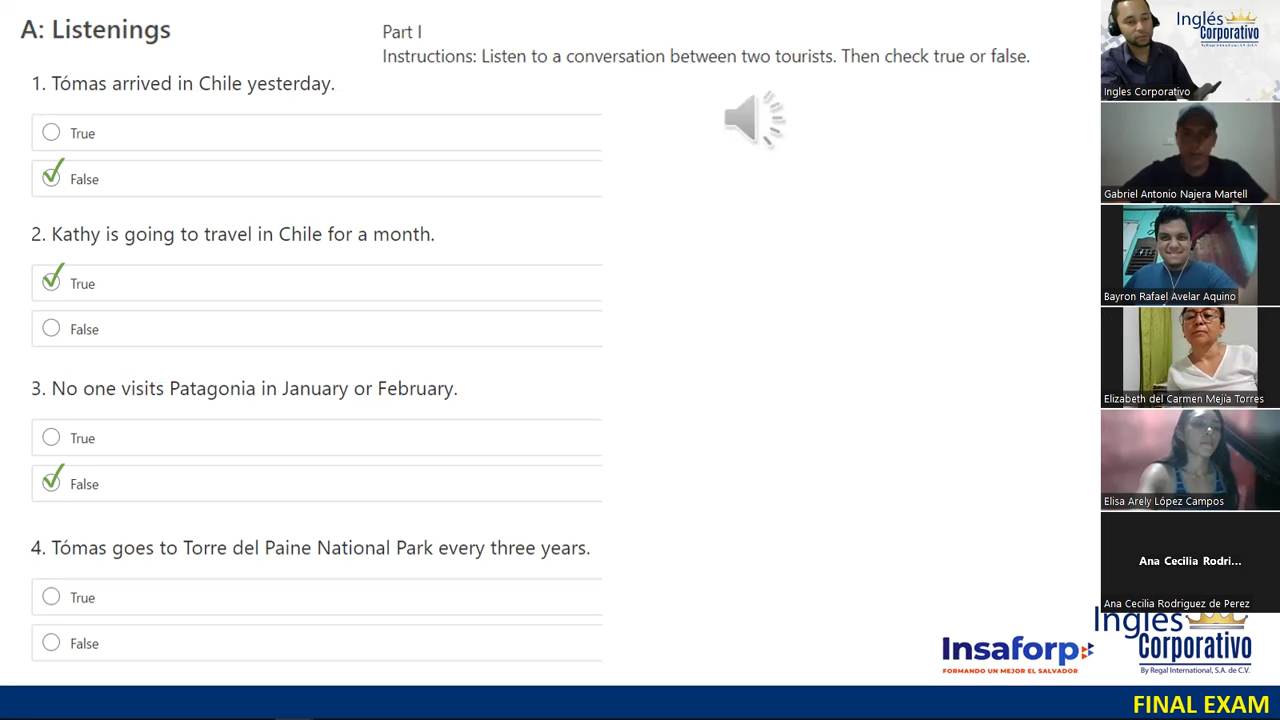 A: Listenings
Part I
Instructions: Listen to a conversation between two tourists. Then check true or false.
1. Tómas arrived in Chile yesterday.
True
False
2. Kathy is going to travel in Chile for a month.
True
False
3. No one visits Patagonia in January or February.
True
False
4. Tómas goes to Torre del Paine National Park every three years.
True
False
Inglés
Corporativo
By Regal International, S.A. de C.V.
Ingles Corporativo
Gabriel Antonio Najera Martell
Bayron Rafael Avelar Aquino
Elizabeth del Carmen Mejía Torres
Elisa Arely López Campos
Ana Cecilia Rodri...
Ana Cecilia Rodriguez de Perez
Insaforp
FORMANDO UN MEJOR EL SALVADOR
Inglés
Corporativo
By Regal International, S.A. de C.V.
FINAL EXAM